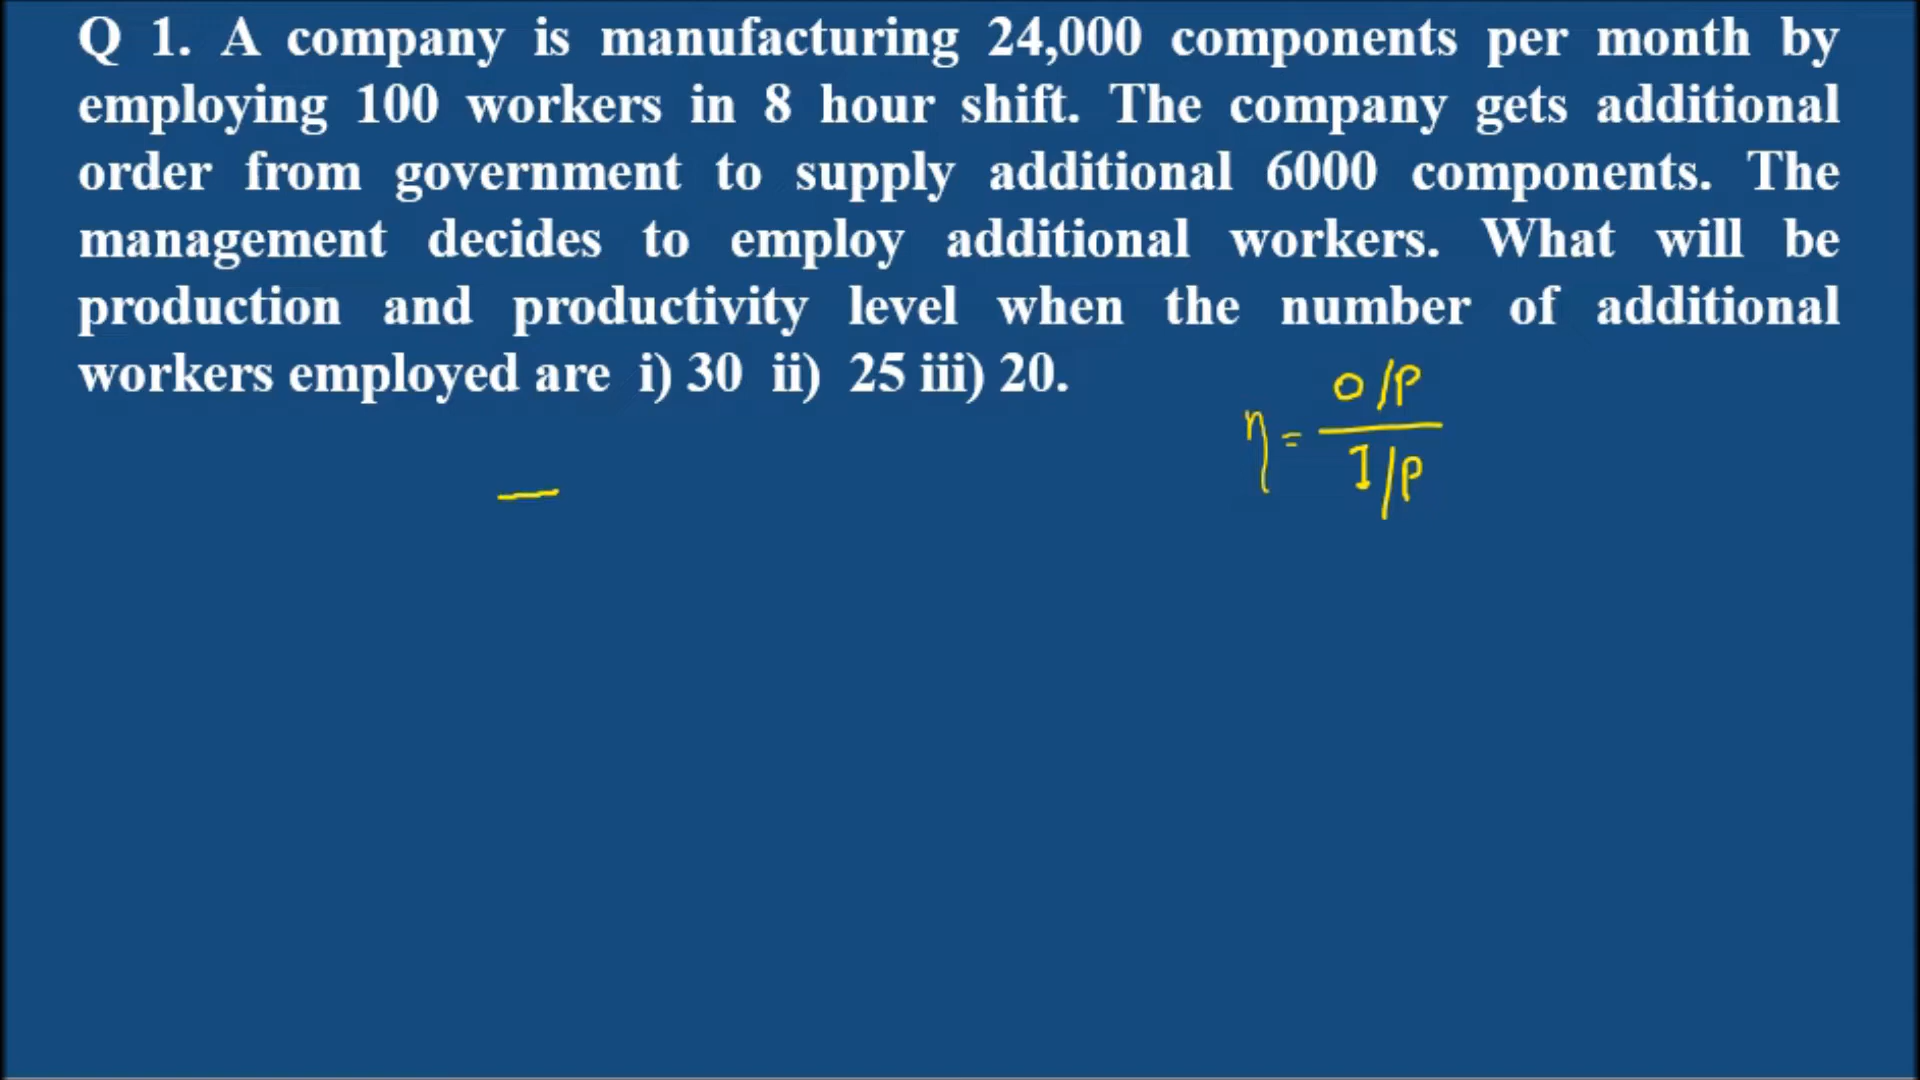 Q 1. A company is manufacturing 24,000 components per month by
employing 100 workers in 8 hour shift. The company gets additional
order from government to supply additional 6000 components. The
management decides to employ additional workers. What will be
production and productivity level when the number of additional
workers employed are i) 30 ii) 25 iii) 20.
η = O/P
I/P